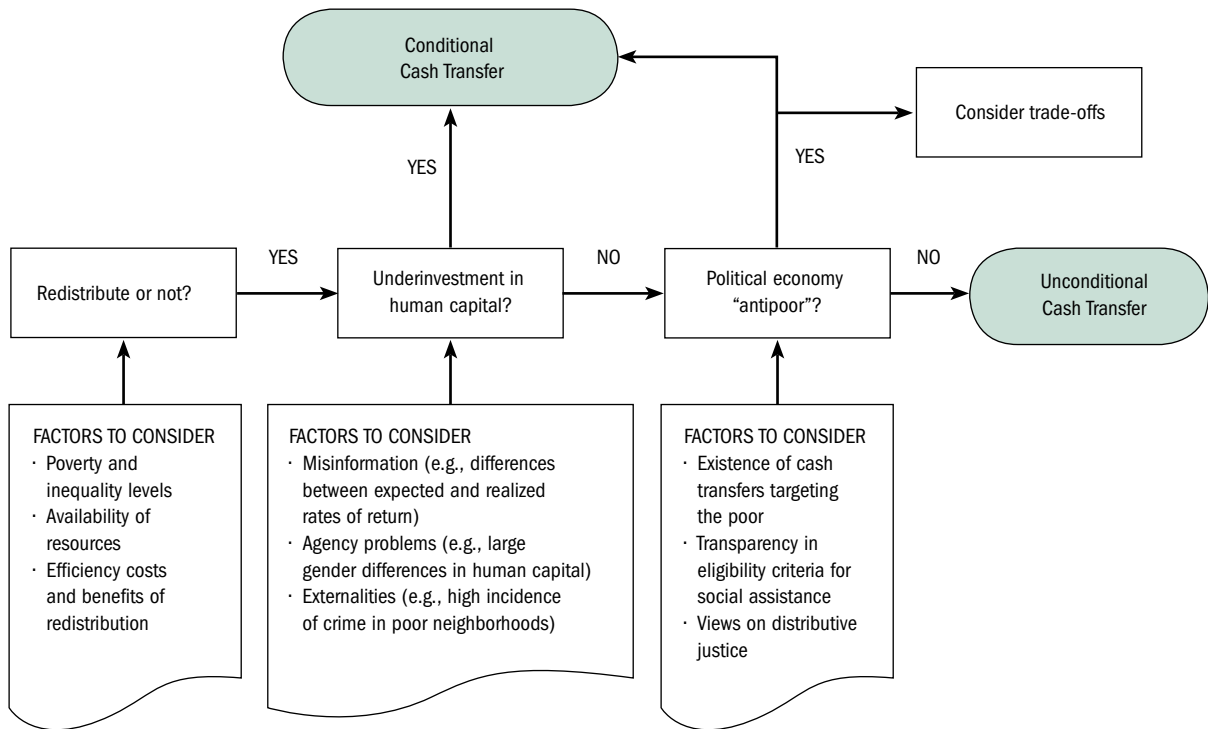 Conditional
Cash Transfer
Consider trade-offs
YES
YES
Redistribute or not?
YES
Underinvestment in
human capital?
NO
Political economy
“antipoor”?
NO
Unconditional
Cash Transfer
FACTORS TO CONSIDER
· Poverty and
inequality levels
· Availability of
resources
· Efficiency costs
and benefits of
redistribution
FACTORS TO CONSIDER
· Misinformation (e.g., differences
between expected and realized
rates of return)
· Agency problems (e.g., large
gender differences in human capital)
· Externalities (e.g., high incidence
of crime in poor neighborhoods)
FACTORS TO CONSIDER
· Existence of cash
transfers targeting
the poor
· Transparency in
eligibility criteria for
social assistance
· Views on distributive
justice